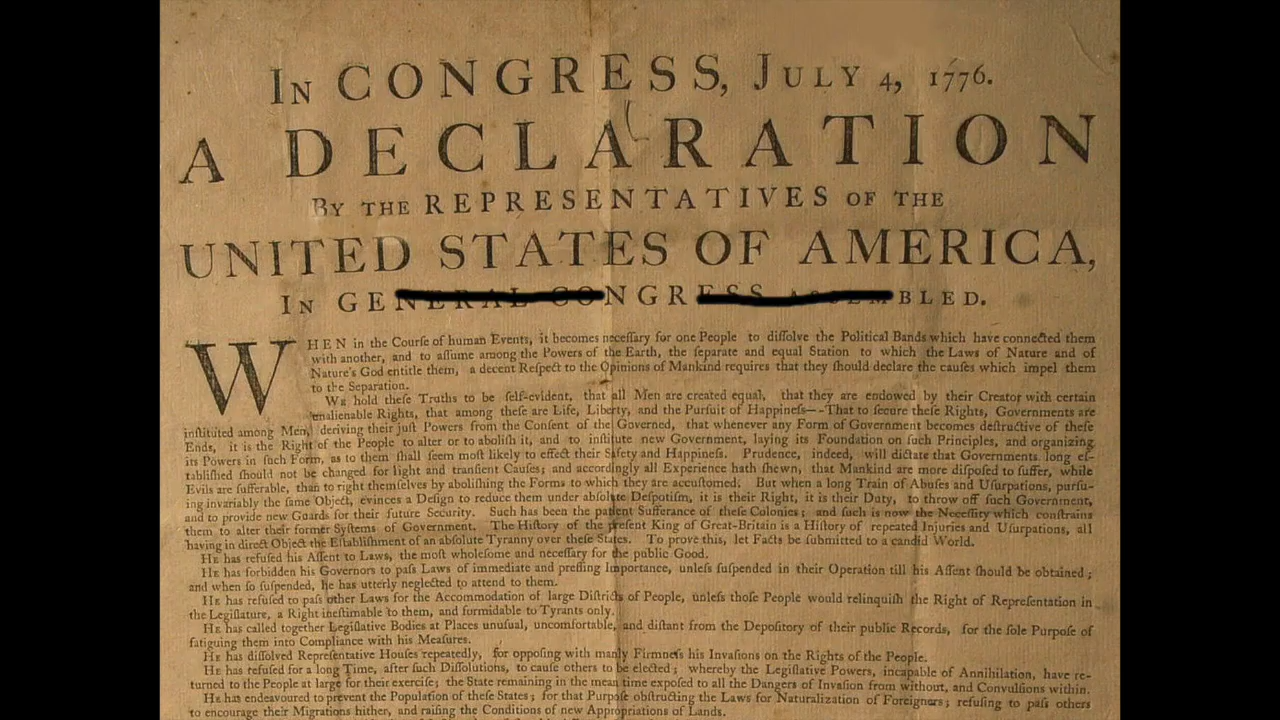 IN CONGRESS, JULY 4, 1776.
A DECLARATION
BY THE REPRESENTATIVES OF THE
UNITED STATES OF AMERICA,
IN GENERAL CONGRESS ASSEMBLED.
WHEN in the Courſe of human Events, it becomes neceſſary for one People to diſſolve the Political Bands which have connected them
with another, and to aſſume among the Powers of the Earth, the ſeparate and equal Station to which the Laws of Nature and of
Nature's God entitle them, a decent Reſpect to the Opinions of Mankind requires that they ſhould declare the cauſes which impel them
to the Separation.
WE hold theſe Truths to be ſelf-evident, that all Men are created equal, that they are endowed by their Creator with certain
unalienable Rights, that among theſe are Life, Liberty, and the Purſuit of Happineſs—-That to ſecure theſe Rights, Governments are
inſtituted among Men, deriving their juſt Powers from the Conſent of the Governed, that whenever any Form of Government becomes deſtructive of theſe
Ends, it is the Right of the People to alter or to aboliſh it, and to inſtitute new Government, laying its Foundation on ſuch Principles, and organizing
its Powers in ſuch Form, as to them ſhall ſeem moſt likely to effect their Safety and Happineſs. Prudence, indeed, will dictate that Governments long eſ-
tabliſhed ſhould not be changed for light and tranſient Cauſes; and accordingly all Experience hath ſhewn, that Mankind are more diſpoſed to ſuffer, while
Evils are ſufferable, than to right themſelves by aboliſhing the Forms to which they are accuſtomed. But when a long Train of Abuſes and Uſurpations, purſu-
ing invariably the ſame Object, evinces a Deſign to reduce them under abſolute Deſpotiſm, it is their Right, it is their Duty, to throw off ſuch Government,
and to provide new Guards for their future Security. Such has been the patient Sufferance of theſe Colonies; and ſuch is now the Neceſſity which conſtrains
them to alter their former Syſtems of Government. The Hiſtory of the preſent King of Great-Britain is a Hiſtory of repeated Injuries and Uſurpations, all
having in direct Object the Eſtabliſhment of an abſolute Tyranny over theſe States. To prove this, let Facts be ſubmitted to a candid World.
HE has refuſed his Aſſent to Laws, the moſt wholeſome and neceſſary for the public Good.
HE has forbidden his Governors to paſs Laws of immediate and preſſing Importance, unleſs ſuſpended in their Operation till his Aſſent ſhould be obtained;
and when ſo ſuſpended, he has utterly neglected to attend to them.
HE has refuſed to paſs other Laws for the Accommodation of large Diſtricts of People, unleſs thoſe People would relinquiſh the Right of Repreſentation in
the Legiſlature, a Right ineſtimable to them, and formidable to Tyrants only.
HE has called together Legiſlative Bodies at Places unuſual, uncomfortable, and diſtant from the Depoſitory of their public Records, for the ſole Purpoſe of
fatiguing them into Compliance with his Meaſures.
HE has diſſolved Repreſentative Houſes repeatedly, for oppoſing with manly Firmneſs his Invaſions on the Rights of the People.
HE has refuſed for a long Time, after ſuch Diſſolutions, to cauſe others to be elected; whereby the Legiſlative Powers, incapable of Annihilation, have re-
turned to the People at large for their exerciſe; the State remaining in the mean time expoſed to all the Dangers of Invaſion from without, and Convulſions within.
HE has endeavoured to prevent the Population of theſe States; for that Purpoſe obſtructing the Laws for Naturalization of Foreigners; refuſing to paſs others
to encourage their Migrations hither, and raiſing the Conditions of new Appropriations of Lands.